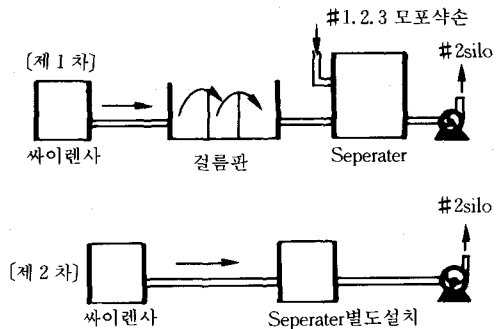 #1.2.3 모포샥손
〔제 1 차〕
#2silo
싸이렌사
걸름판
Seperater
#2silo
〔제 2 차〕
싸이렌사
Seperater별도설치